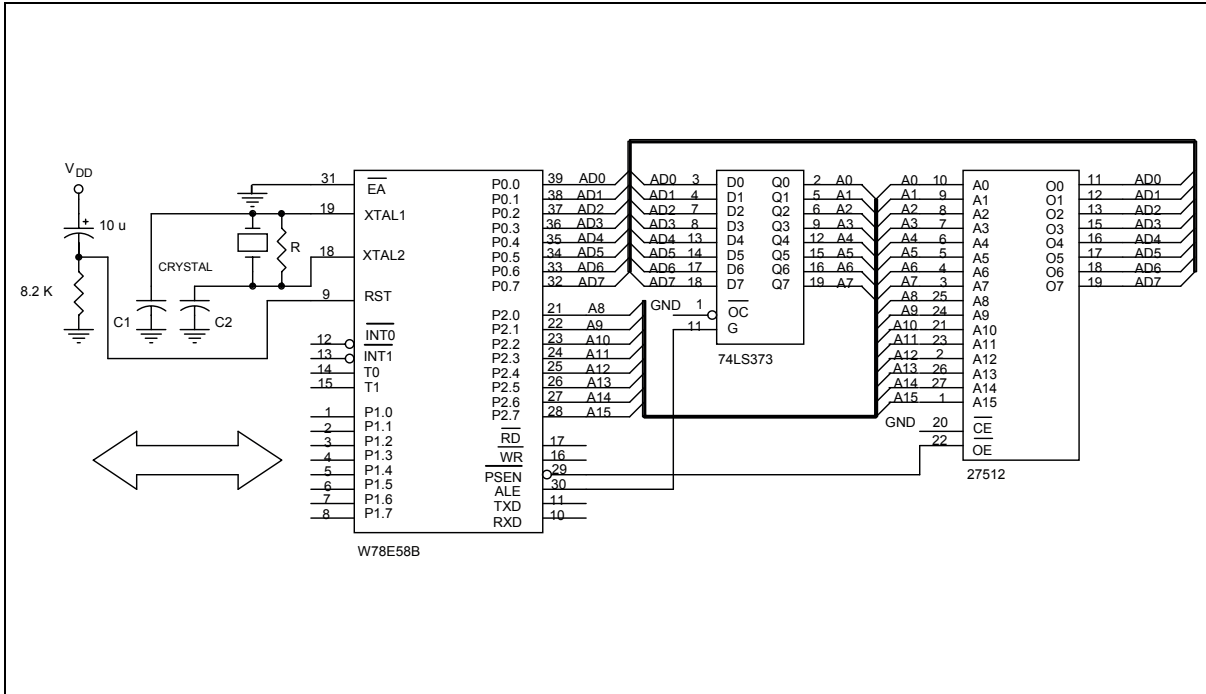 V DD
10 u
8.2 K
CRYSTAL
R
C1
C2
31
19
18
9
12
13
14
15
1
2
3
4
5
6
7
8
EA
XTAL1
XTAL2
RST
INT0
INT1
T0
T1
P1.0
P1.1
P1.2
P1.3
P1.4
P1.5
P1.6
P1.7
P0.0 39 AD0
P0.1 38 AD1
P0.2 37 AD2
P0.3 36 AD3
P0.4 35 AD4
P0.5 34 AD5
P0.6 33 AD6
P0.7 32 AD7
P2.0 21 A8
P2.1 22 A9
P2.2 23 A10
P2.3 24 A11
P2.4 25 A12
P2.5 26 A13
P2.6 27 A14
P2.7 28 A15
RD 17
WR 16
PSEN 29
ALE 30
TXD 11
RXD 10
W78E58B
AD0 3 D0 Q0 2 A0
AD1 4 D1 Q1 5 A1
AD2 7 D2 Q2 6 A2
AD3 8 D3 Q3 9 A3
AD4 13 D4 Q4 12 A4
AD5 14 D5 Q5 15 A5
AD6 17 D6 Q6 16 A6
AD7 18 D7 Q7 19 A7
GND 1 OC
11 G
74LS373
A0 10 A0 O0 11 AD0
A1 9 A1 O1 12 AD1
A2 8 A2 O2 13 AD2
A3 7 A3 O3 15 AD3
A4 6 A4 O4 16 AD4
A5 5 A5 O5 17 AD5
A6 4 A6 O6 18 AD6
A7 3 A7 O7 19 AD7
A8 25 A8
A9 24 A9
A10 21 A10
A11 23 A11
A12 2 A12
A13 26 A13
A14 27 A14
A15 1 A15
GND 20 CE
22 OE
27512